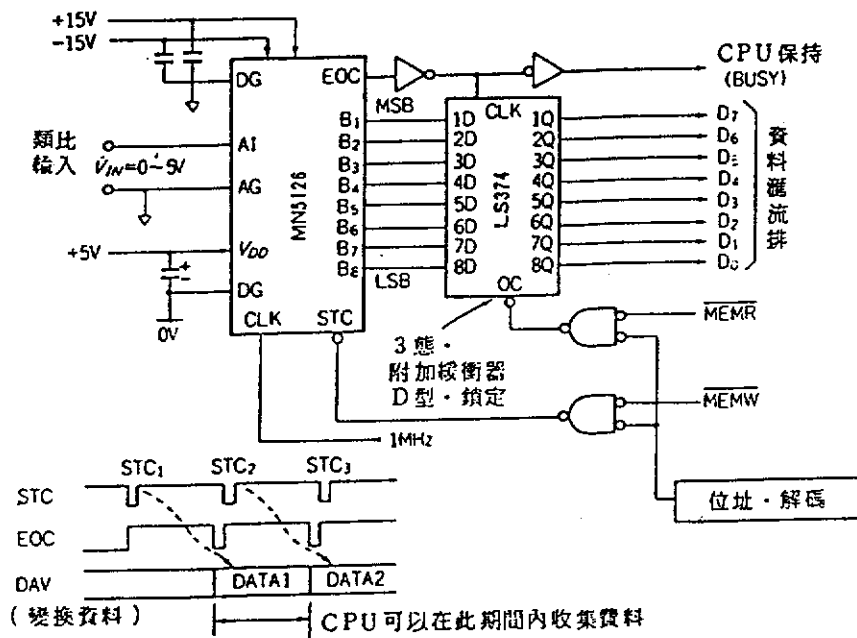 +15V
-15V
DG
EOC
MSB
CPU保持
(BUSY)
CLK
類比
輸入
V̇IN=0~5V
AI
AG
+5V
VDD
DG
0V
CLK
STC
MN5126
B1
B2
B3
B4
B5
B6
B7
B8
LSB
1D
2D
3D
4D
5D
6D
7D
8D
LS374
1Q
2Q
3Q
4Q
5Q
6Q
7Q
8Q
OC
D7
D6
D5
D4
D3
D2
D1
D0
資料滙流排
MEMR
3態・
附加緩衝器
D型・鎖定
MEMW
1MHz
位址・解碼
STC1
STC2
STC3
STC
EOC
DAV
DATA1
DATA2
(變換資料)
CPU可以在此期間內收集資料